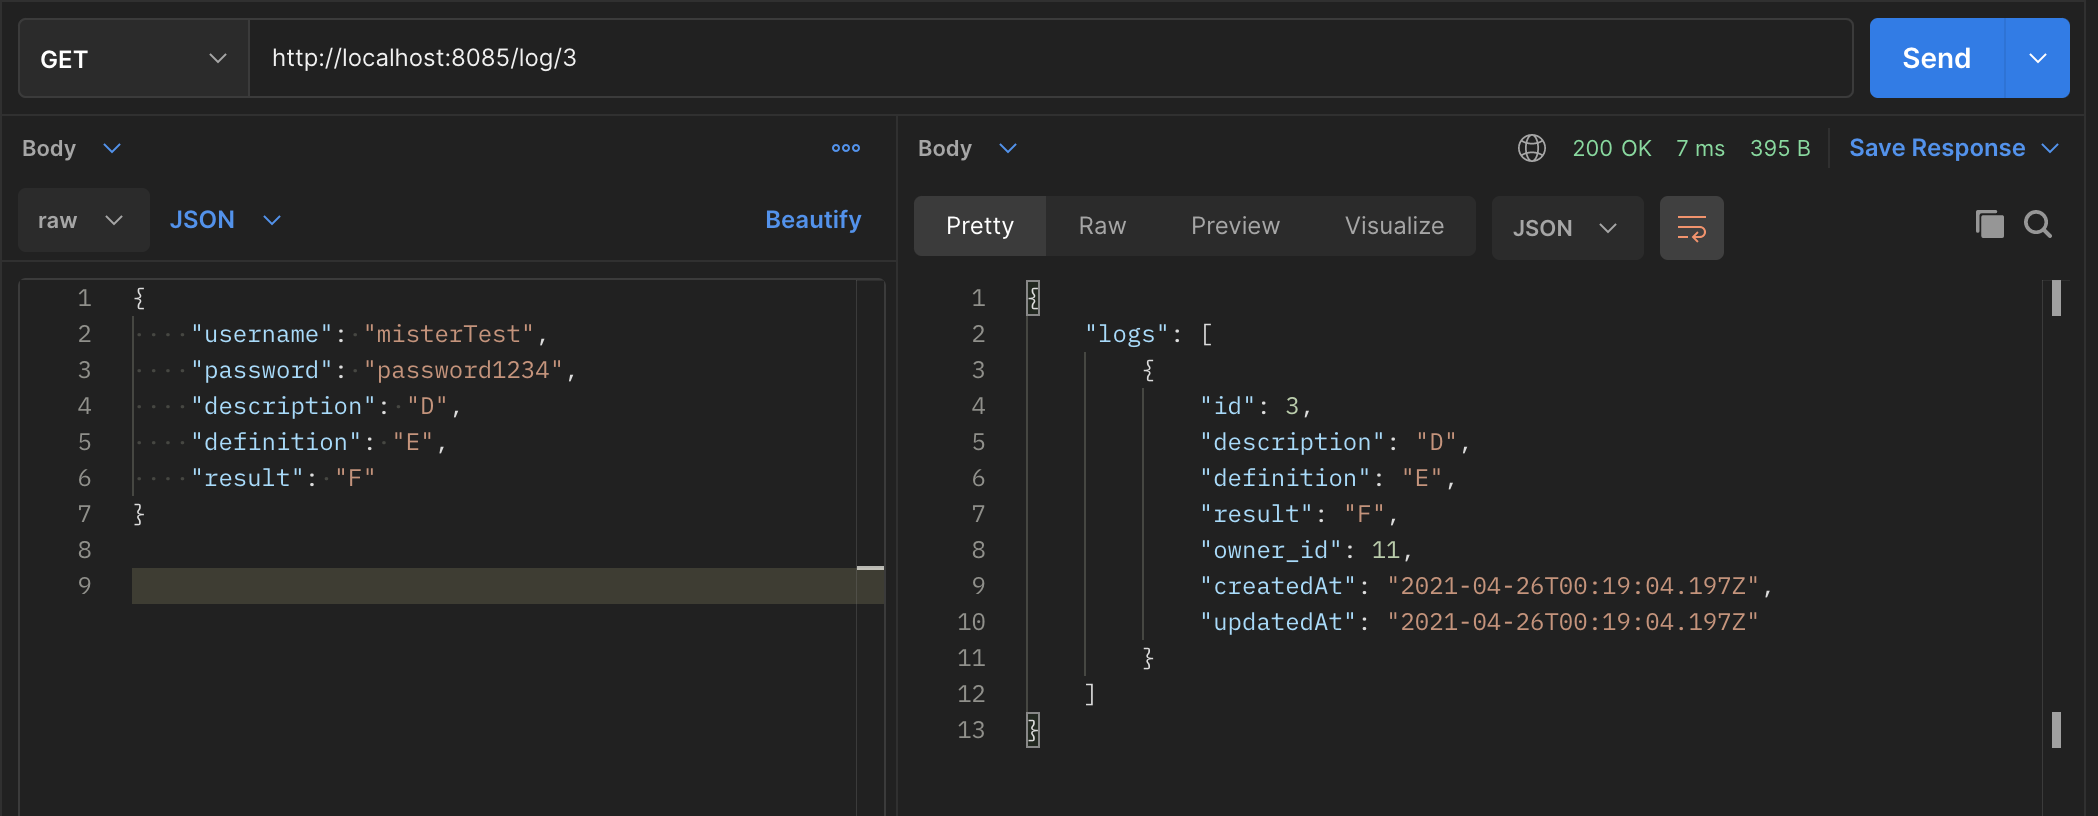 GET http://localhost:8085/log/3 Send
Body Body 200 OK 7 ms 395 B Save Response
raw JSON Beautify
Pretty Raw Preview Visualize JSON
1 {
2 "username": "misterTest",
3 "password": "password1234",
4 "description": "D",
5 "definition": "E",
6 "result": "F"
7 }
8
9
1 {
2 "logs": [
3 {
4 "id": 3,
5 "description": "D",
6 "definition": "E",
7 "result": "F",
8 "owner_id": 11,
9 "createdAt": "2021-04-26T00:19:04.197Z",
10 "updatedAt": "2021-04-26T00:19:04.197Z"
11 }
12 ]
13 }